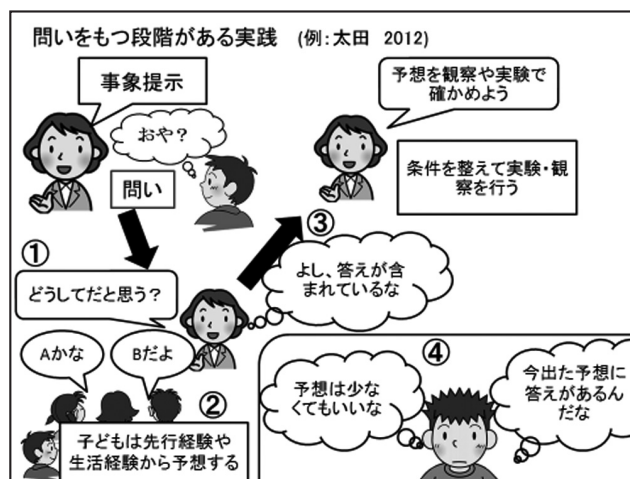 問いをもつ段階がある実践 (例:太田 2012)
事象提示
おや?
問い
①
どうしてだと思う?
Aかな
Bだよ
②
子どもは先行経験や
生活経験から予想する
③
よし、答えが含
まれているな
予想を観察や実験で
確かめよう
条件を整えて実験・観
察を行う
④
予想は少な
くてもいいな
今出た予想に
答えがあるん
だな